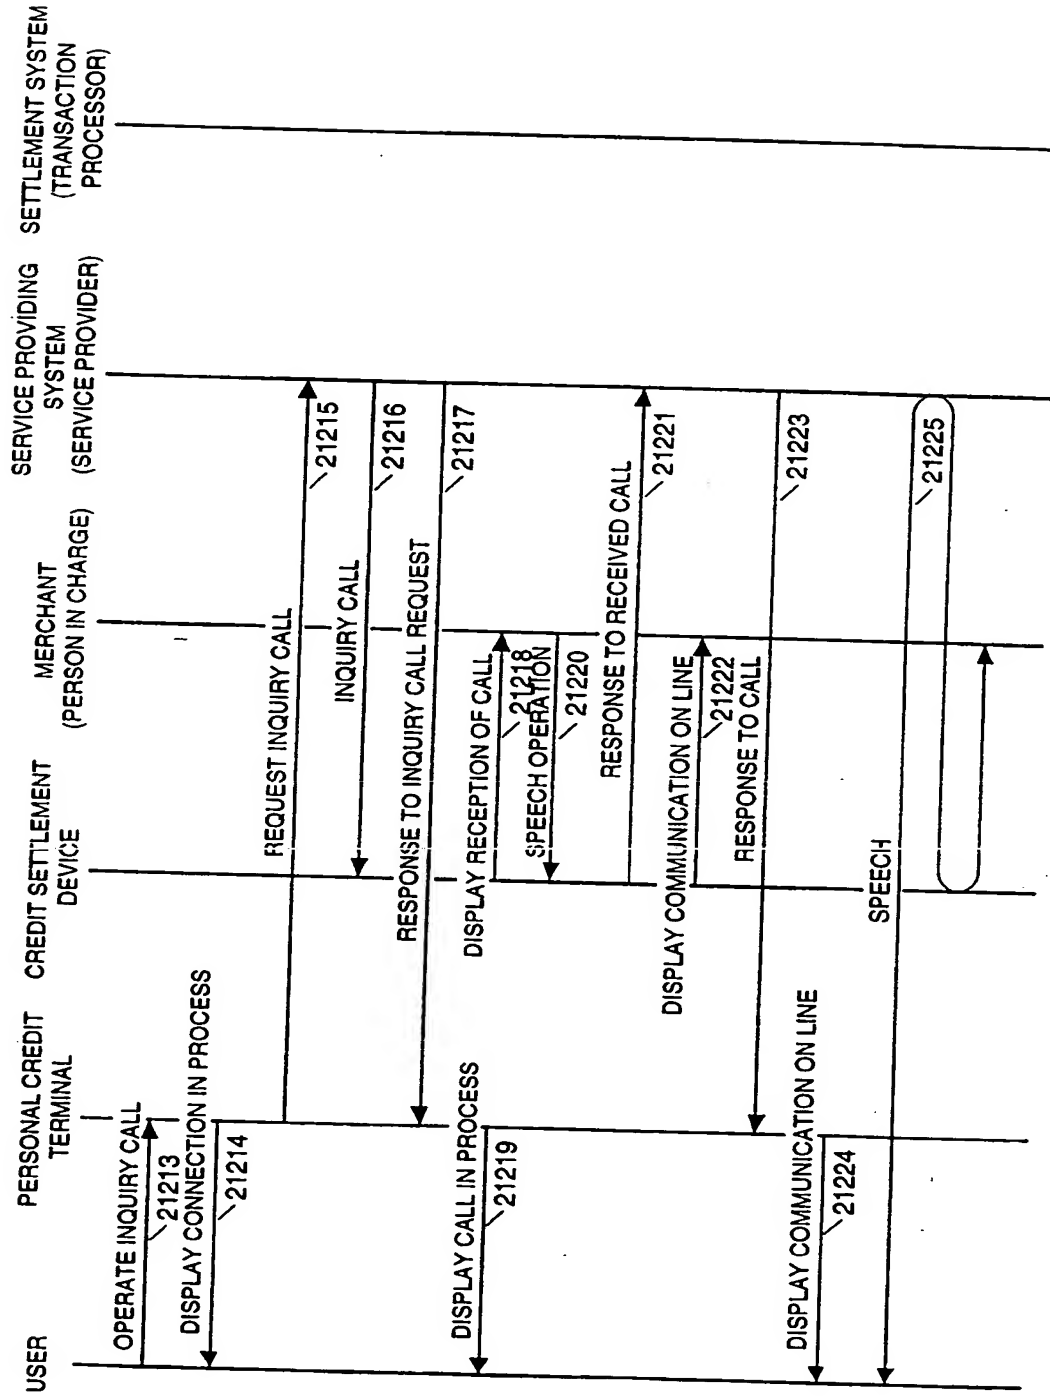 USER
PERSONAL CREDIT
TERMINAL
CREDIT SETTLEMENT
DEVICE
MERCHANT
(PERSON IN CHARGE)
SERVICE PROVIDING
SYSTEM
(SERVICE PROVIDER)
SETTLEMENT SYSTEM
(TRANSACTION
PROCESSOR)
OPERATE INQUIRY CALL
21213
DISPLAY CONNECTION IN PROCESS
21214
REQUEST INQUIRY CALL
21215
INQUIRY CALL
21216
RESPONSE TO INQUIRY CALL REQUEST
21217
DISPLAY RECEPTION OF CALL
21218
DISPLAY CALL IN PROCESS
21219
SPEECH OPERATION
21220
RESPONSE TO RECEIVED CALL
21221
DISPLAY COMMUNICATION ON LINE
21222
RESPONSE TO CALL
21223
DISPLAY COMMUNICATION ON LINE
21224
SPEECH
21225